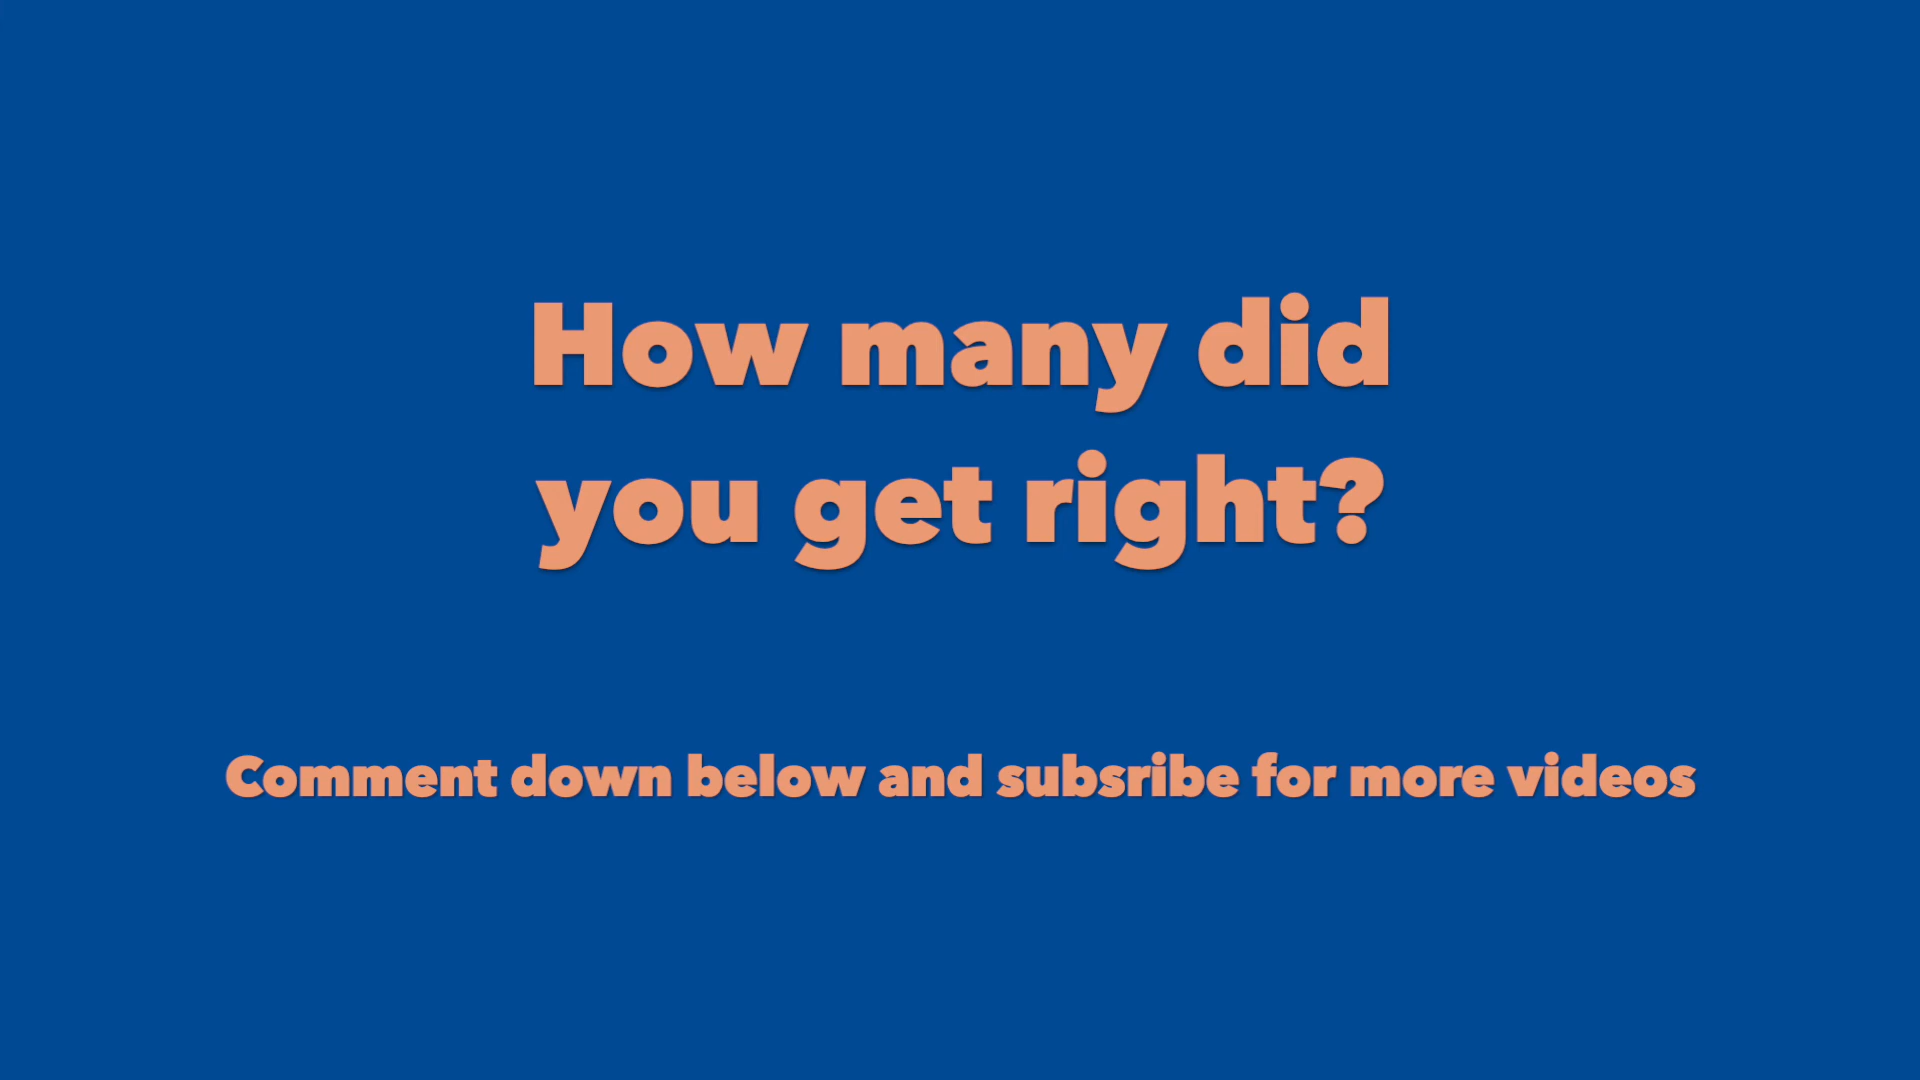 How many did
you get right?
Comment down below and subsribe for more videos